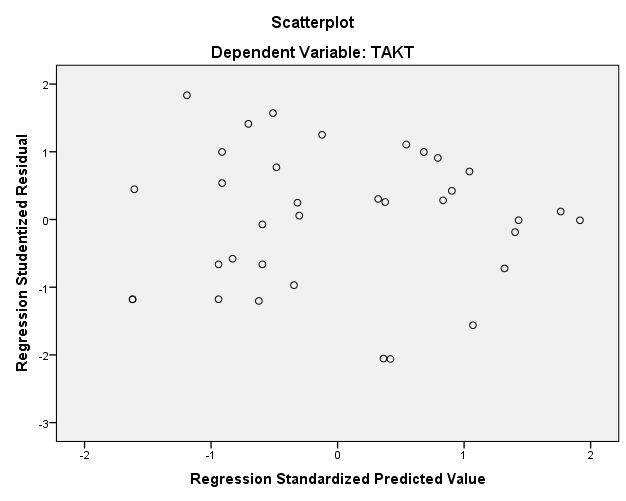 Scatterplot
Dependent Variable: TAKT
Regression Studentized Residual
2
1
0
-1
-2
-3
-2
-1
0
1
2
Regression Standardized Predicted Value